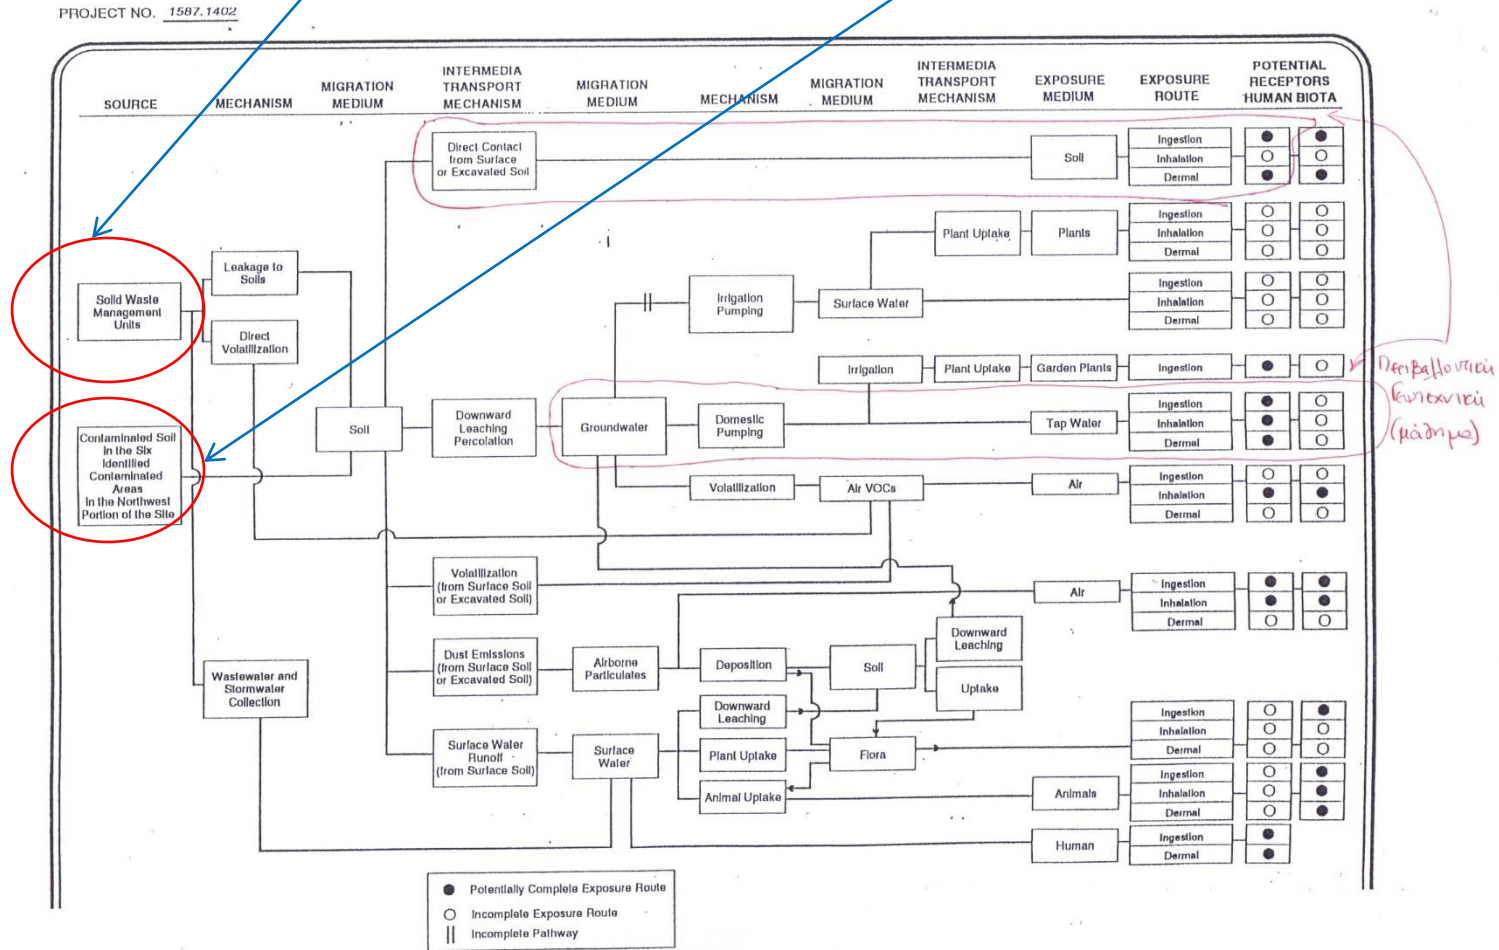 PROJECT NO. 1587.1402
SOURCE
MECHANISM
MIGRATION
MEDIUM
INTERMEDIA
TRANSPORT
MECHANISM
MIGRATION
MEDIUM
MECHANISM
MIGRATION
MEDIUM
INTERMEDIA
TRANSPORT
MECHANISM
EXPOSURE
MEDIUM
EXPOSURE
ROUTE
POTENTIAL
RECEPTORS
HUMAN BIOTA
Direct Contact
from Surface
or Excavated Soil
Soil
Ingestion
Inhalation
Dermal
Plant Uptake
Plants
Ingestion
Inhalation
Dermal
Leakage to
Soils
Solid Waste
Management
Units
Direct
Volatilization
Irrigation
Pumping
Surface Water
Ingestion
Inhalation
Dermal
Irrigation
Plant Uptake
Garden Plants
Ingestion
Περιβαλλοντική
Γεωτεχνική
(μάθημα)
Contaminated Soil
In the Six
Identified
Contaminated
Areas
In the Northwest
Portion of the Site
Soil
Downward
Leaching
Percolation
Groundwater
Domestic
Pumping
Tap Water
Ingestion
Inhalation
Dermal
Volatilization
Air VOCs
Air
Ingestion
Inhalation
Dermal
Volatilization
(from Surface Soil
or Excavated Soil)
Air
Ingestion
Inhalation
Dermal
Dust Emissions
(from Surface Soil
or Excavated Soil)
Airborne
Particulates
Deposition
Soil
Downward
Leaching
Uptake
Wastewater and
Stormwater
Collection
Downward
Leaching
Surface Water
Runoff
(from Surface Soil)
Surface
Water
Plant Uptake
Flora
Ingestion
Inhalation
Dermal
Animal Uptake
Animals
Ingestion
Inhalation
Dermal
Human
Ingestion
Dermal
Potentially Complete Exposure Route
Incomplete Exposure Route
Incomplete Pathway